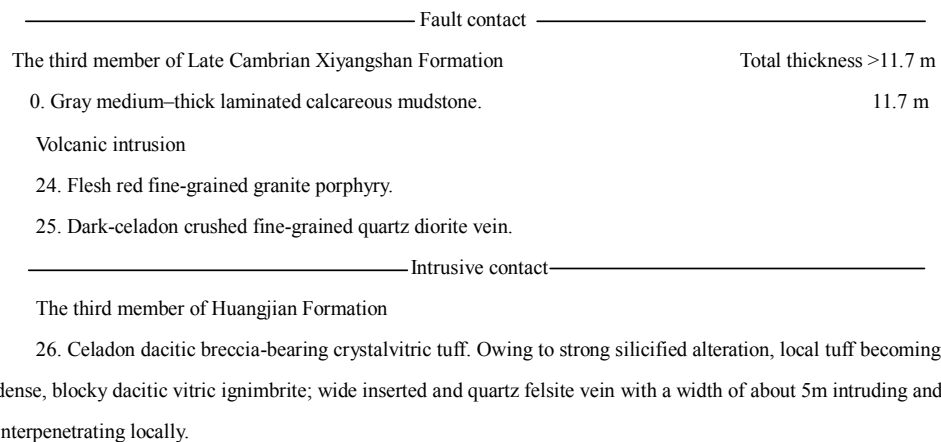 Fault contact
The third member of Late Cambrian Xiyangshan Formation Total thickness >11.7 m
0. Gray medium–thick laminated calcareous mudstone. 11.7 m
Volcanic intrusion
24. Flesh red fine-grained granite porphyry.
25. Dark-celadon crushed fine-grained quartz diorite vein.
Intrusive contact
The third member of Huangjian Formation
26. Celadon dacitic breccia-bearing crystalvitric tuff. Owing to strong silicified alteration, local tuff becoming
dense, blocky dacitic vitric ignimbrite; wide inserted and quartz felsite vein with a width of about 5m intruding and
nterpenetrating locally.